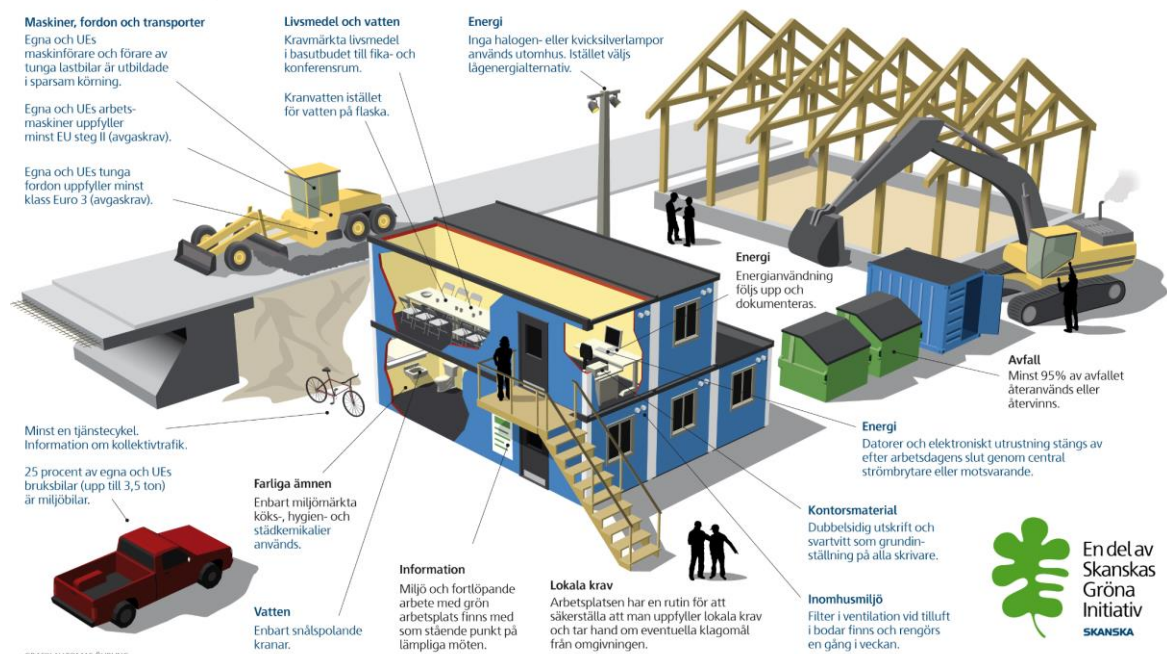 Maskiner, fordon och transporter
Egna och UEs
maskinförare och förare av
tunga lastbilar är utbildade
i sparsam körning.
Egna och UEs arbets-
maskiner uppfyller
minst EU steg II (avgaskrav).
Egna och UEs tunga
fordon uppfyller minst
klass Euro 3 (avgaskrav).
Livsmedel och vatten
Kravmärkta livsmedel
i basutbudet till fika- och
konferensrum.
Kranvatten istället
för vatten på flaska.
Energi
Inga halogen- eller kvicksilverlampor
används utomhus. Istället väljs
lågenergialternativ.
Energi
Energianvändning
följs upp och
dokumenteras.
Avfall
Minst 95% av avfallet
återanvänds eller
återvinns.
Minst en tjänstecykel.
Information om kollektivtrafik.
25 procent av egna och UEs
bruksbilar (upp till 3,5 ton)
är miljöbilar.
Farliga ämnen
Enbart miljömärkta
köks-, hygien- och
städkemikalier
används.
Vatten
Enbart snålspolande
kranar.
Information
Miljö och fortlöpande
arbete med grön
arbetsplats finns med
som stående punkt på
lämpliga möten.
Lokala krav
Arbetsplatsen har en rutin för att
säkerställa att man uppfyller lokala krav
och tar hand om eventuella klagomål
från omgivningen.
Energi
Datorer och elektroniskt utrustning stängs av
efter arbetsdagens slut genom central
strömbrytare eller motsvarande.
Kontorsmaterial
Dubbelsidig utskrift och
svartvitt som grundin-
ställning på alla skrivare.
Inomhusmiljö
Filter i ventilation vid tilluft
i bodar finns och rengörs
en gång i veckan.
En del av
Skanskas
Gröna
Initiativ
SKANSKA